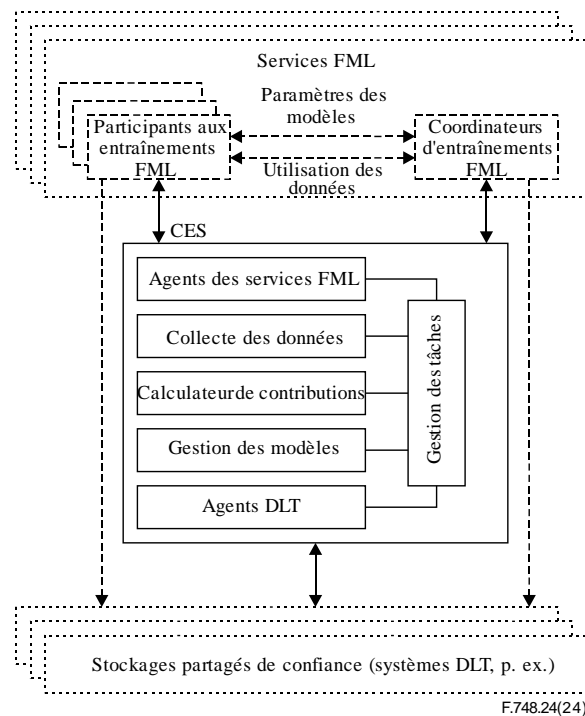 Services FML
Paramètres des
modèles
Participants aux
entraînements
FML
Coordinateurs
d'entraînements
FML
Utilisation des
données
CES
Agents des services FML
Collecte des données
Calculateurde contributions
Gestion des modèles
Agents DLT
Gestion des tâches
Stockages partagés de confiance (systèmes DLT, p. ex.)
F.748.24(24)